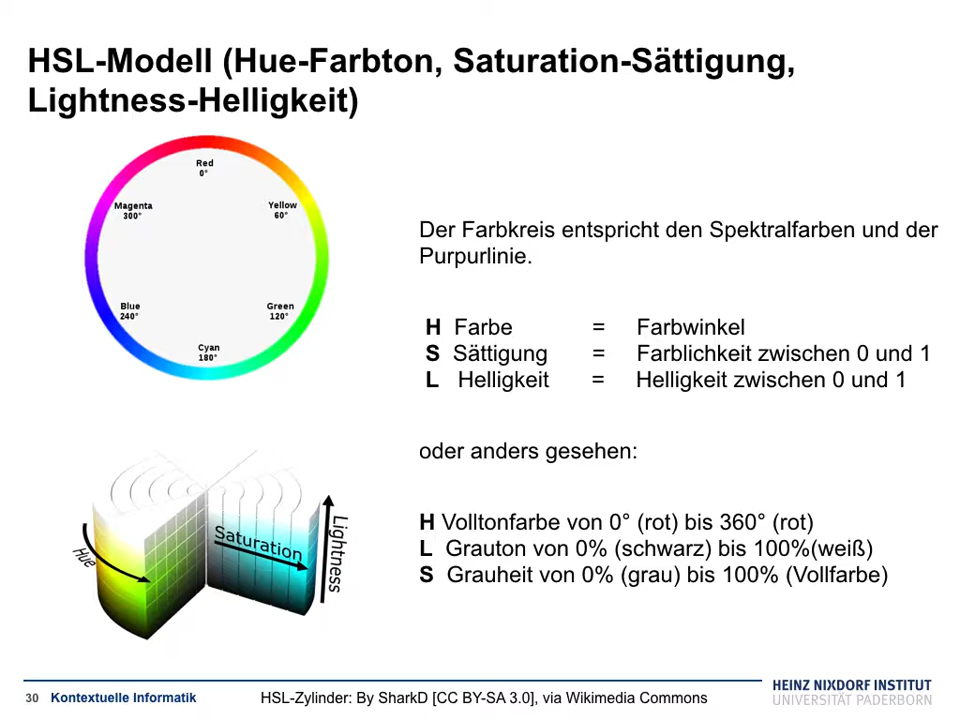 HSL-Modell (Hue-Farbton, Saturation-Sättigung,
Lightness-Helligkeit)
Red
0°
Magenta
300°
Yellow
60°
Blue
240°
Green
120°
Cyan
180°
Der Farbkreis entspricht den Spektralfarben und der
Purpurlinie.
H Farbe = Farbwinkel
S Sättigung = Farblichkeit zwischen 0 und 1
L Helligkeit = Helligkeit zwischen 0 und 1
oder anders gesehen:
H Volltonfarbe von 0° (rot) bis 360° (rot)
L Grauton von 0% (schwarz) bis 100%(weiß)
S Grauheit von 0% (grau) bis 100% (Vollfarbe)
Hue
Saturation
Lightness
30 Kontextuelle Informatik
HSL-Zylinder: By SharkD [CC BY-SA 3.0], via Wikimedia Commons
HEINZ NIXDORF INSTITUT
UNIVERSITÄT PADERBORN